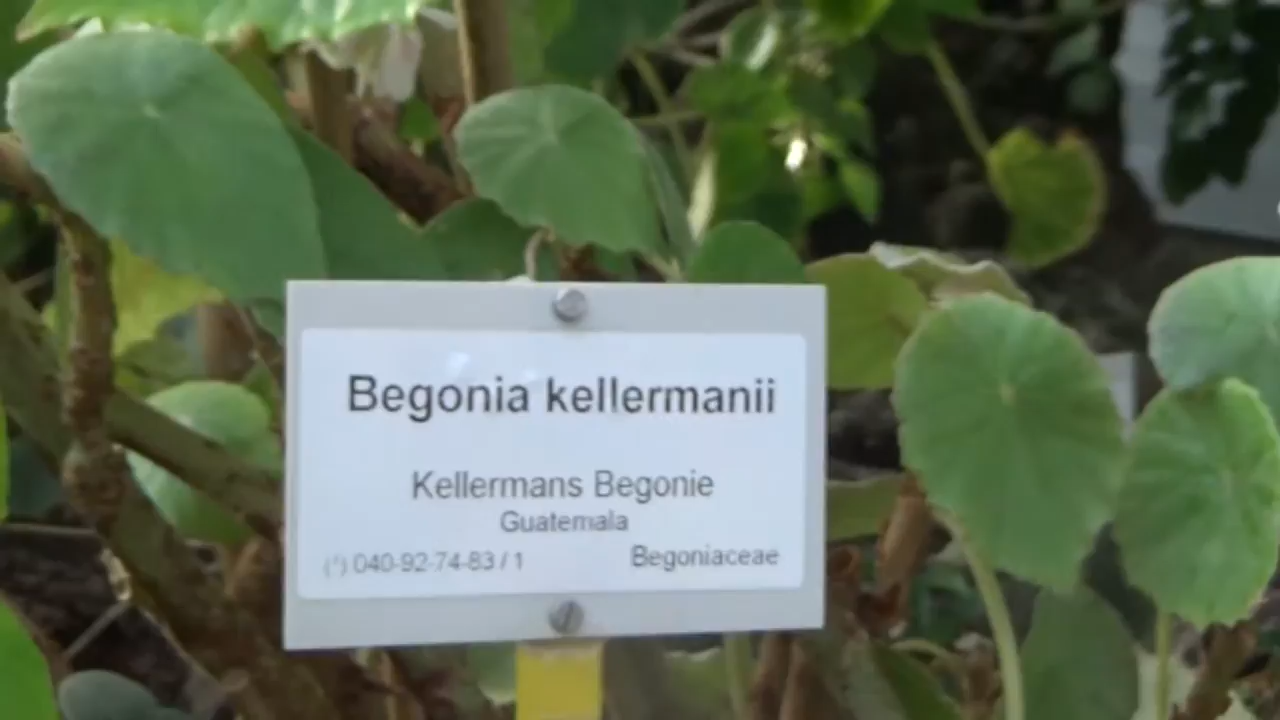 Begonia kellermanii
Kellermans Begonie
Guatemala
(*) 040-92-74-83 / 1 Begoniaceae